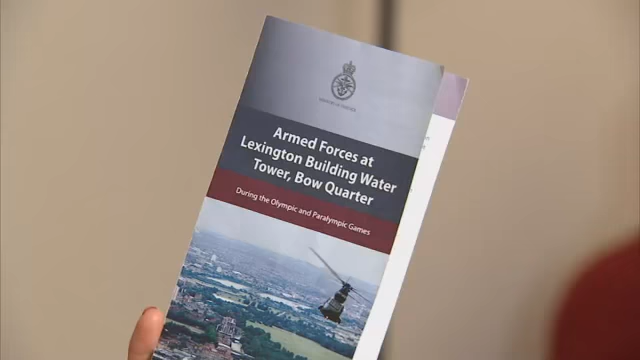 Armed Forces at
Lexington Building Water
Tower, Bow Quarter
During the Olympic and Paralympic Games